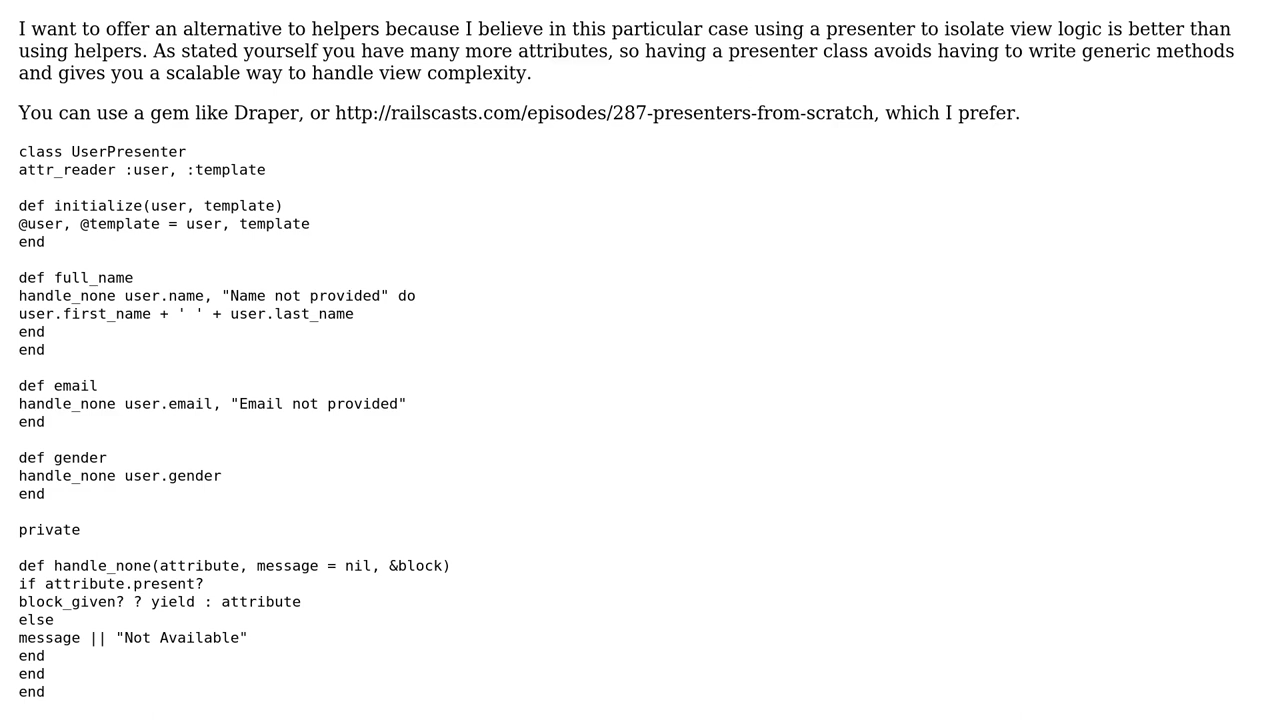 I want to offer an alternative to helpers because I believe in this particular case using a presenter to isolate view logic is better than
using helpers. As stated yourself you have many more attributes, so having a presenter class avoids having to write generic methods
and gives you a scalable way to handle view complexity.
You can use a gem like Draper, or http://railscasts.com/episodes/287-presenters-from-scratch, which I prefer.
class UserPresenter
attr_reader :user, :template
def initialize(user, template)
@user, @template = user, template
end
def full_name
handle_none user.name, "Name not provided" do
user.first_name + ' ' + user.last_name
end
end
def email
handle_none user.email, "Email not provided"
end
def gender
handle_none user.gender
end
private
def handle_none(attribute, message = nil, &block)
if attribute.present?
block_given? ? yield : attribute
else
message || "Not Available"
end
end
end